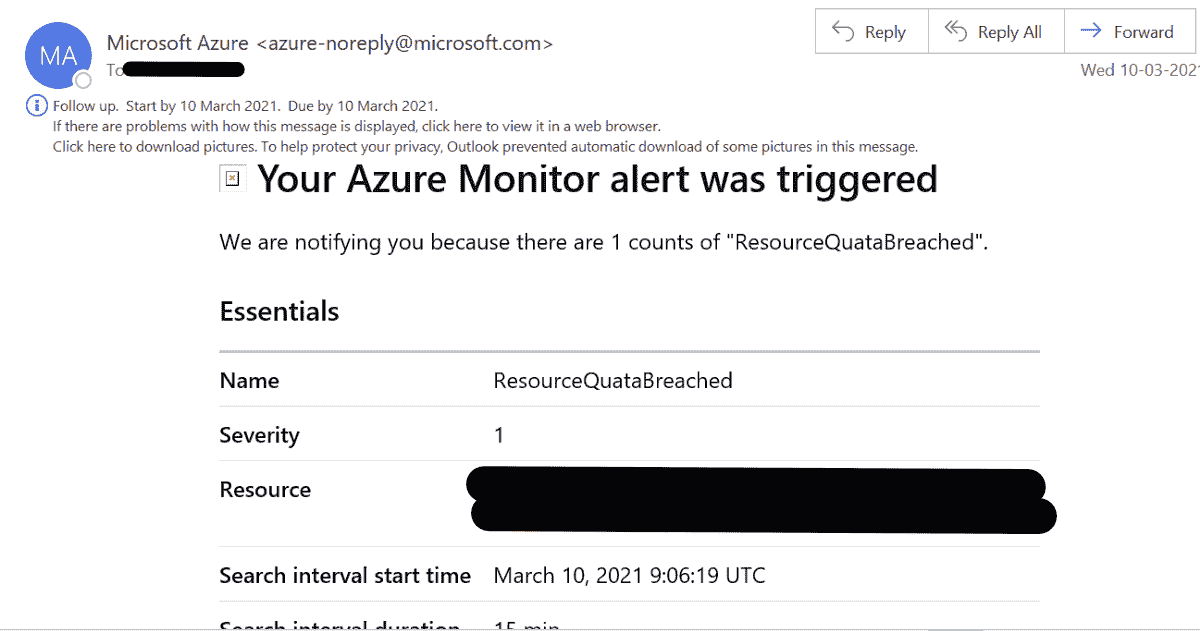 MA
Microsoft Azure <azure-noreply@microsoft.com>
To
Reply
Reply All
Forward
Wed 10-03-202
Follow up. Start by 10 March 2021. Due by 10 March 2021.
If there are problems with how this message is displayed, click here to view it in a web browser.
Click here to download pictures. To help protect your privacy, Outlook prevented automatic download of some pictures in this message.
Your Azure Monitor alert was triggered
We are notifying you because there are 1 counts of "ResourceQuataBreached".
Essentials
Name ResourceQuataBreached
Severity 1
Resource
Search interval start time March 10, 2021 9:06:19 UTC
Search interval duration 15 min